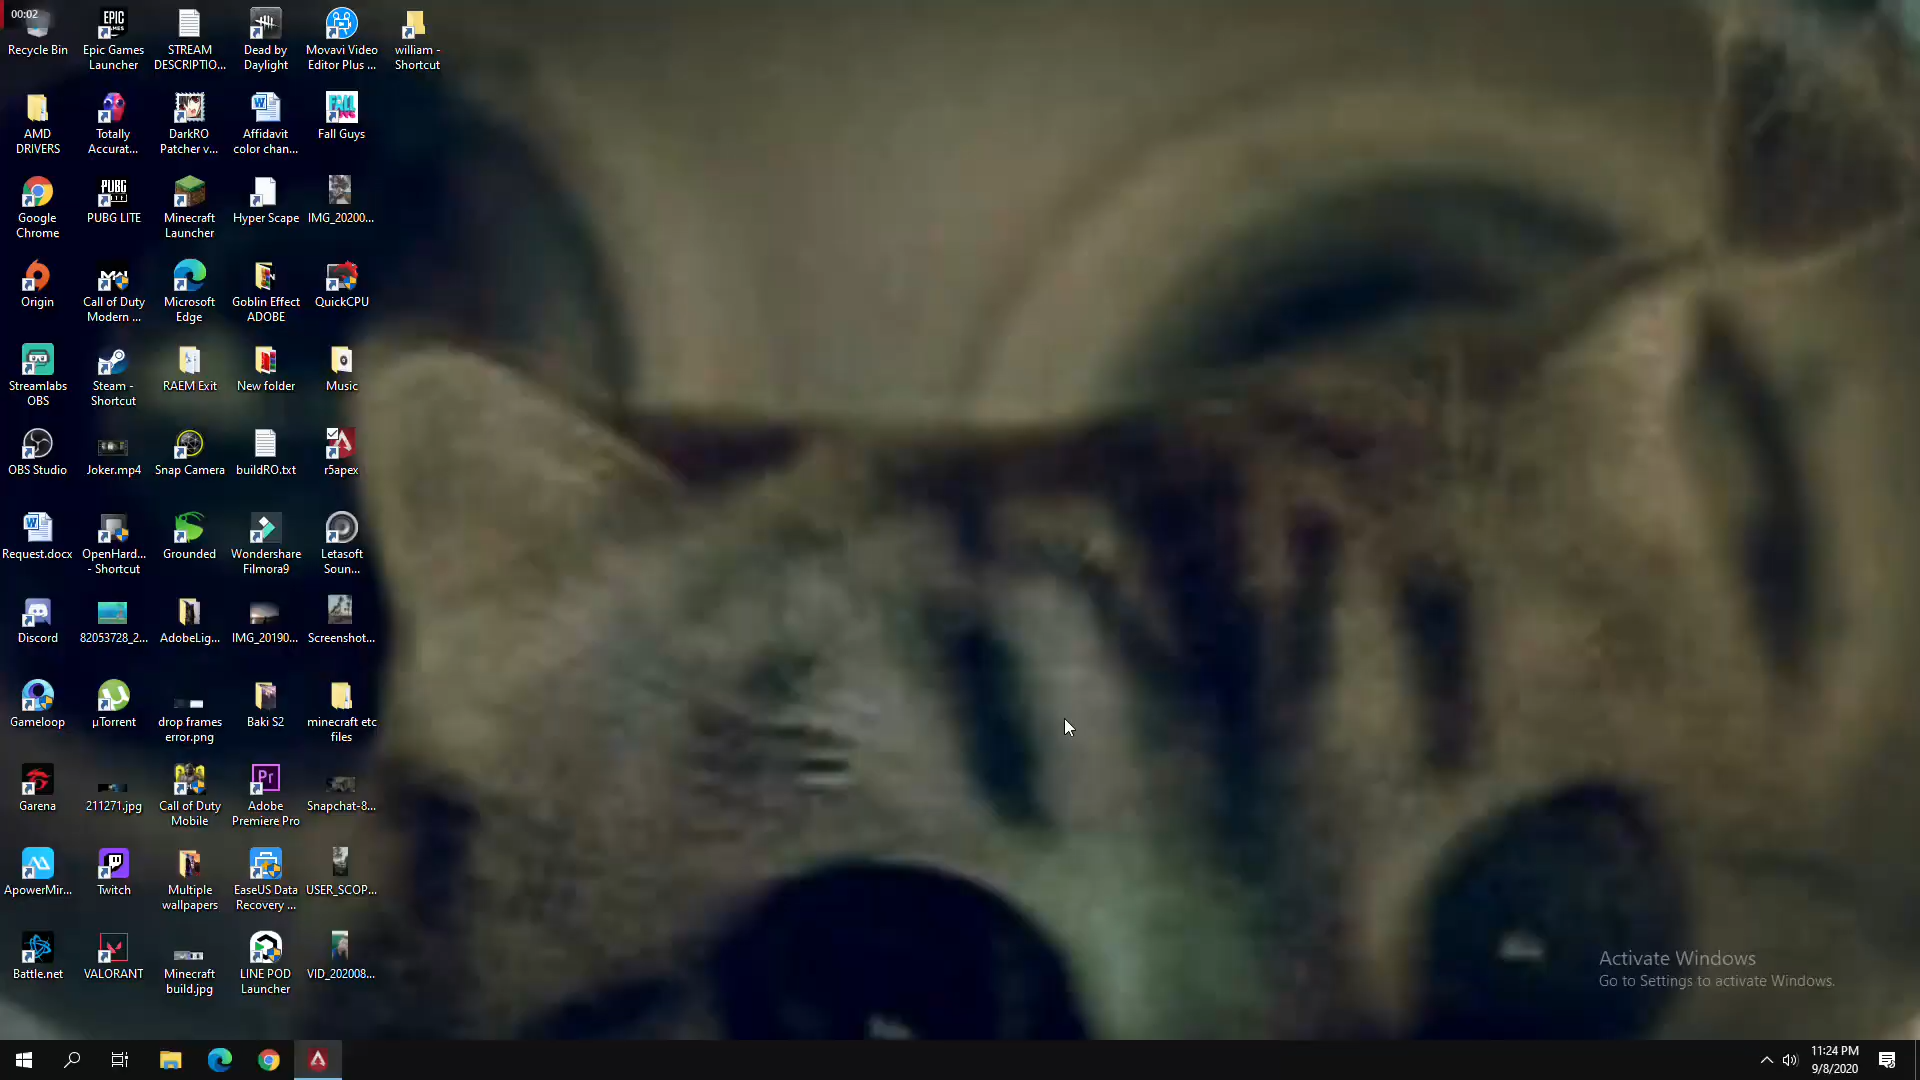 00:02
Recycle Bin
Epic Games
Launcher
STREAM
DESCRIPTIO...
Dead by
Daylight
Movavi Video
Editor Plus ...
william -
Shortcut
AMD
DRIVERS
Totally
Accurat...
DarkRO
Patcher v...
Affidavit
color chan...
Fall Guys
Google
Chrome
PUBG LITE
Minecraft
Launcher
Hyper Scape
IMG_20200...
Origin
Call of Duty
Modern ...
Microsoft
Edge
Goblin Effect
ADOBE
QuickCPU
Streamlabs
OBS
Steam -
Shortcut
RAEM Exit
New folder
Music
OBS Studio
Joker.mp4
Snap Camera
buildRO.txt
r5apex
Request.docx
OpenHard...
- Shortcut
Grounded
Wondershare
Filmora9
Letasoft
Soun...
Discord
82053728_2...
AdobeLig...
IMG_20190...
Screenshot...
Gameloop
µTorrent
drop frames
error.png
Baki S2
minecraft etc
files
Garena
211271.jpg
Call of Duty
Mobile
Adobe
Premiere Pro
Snapchat-8...
ApowerMir...
Twitch
Multiple
wallpapers
EaseUS Data
Recovery ...
USER_SCOP...
Battle.net
VALORANT
Minecraft
build.jpg
LINE POD
Launcher
VID_202008...
Activate Windows
Go to Settings to activate Windows.
11:24 PM
9/8/2020